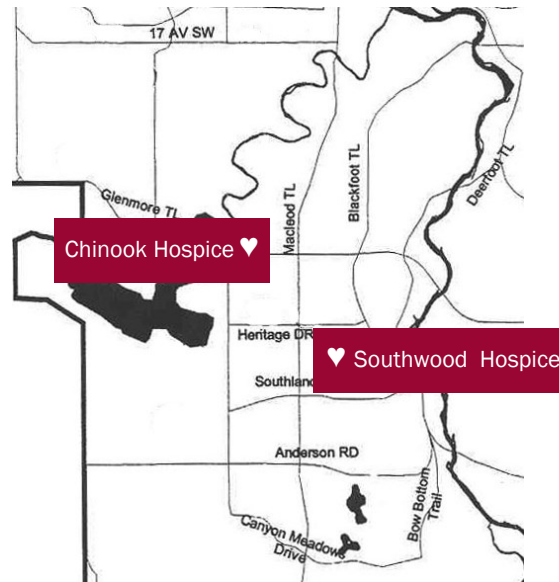 17 AV SW
Glenmore TL
Macleod TL
Blackfoot TL
Deerfoot TL
Chinook Hospice ♥
Heritage DR
♥ Southwood Hospice
Southland
Anderson RD
Bow Bottom
Trail
Canyon Meadows
Drive